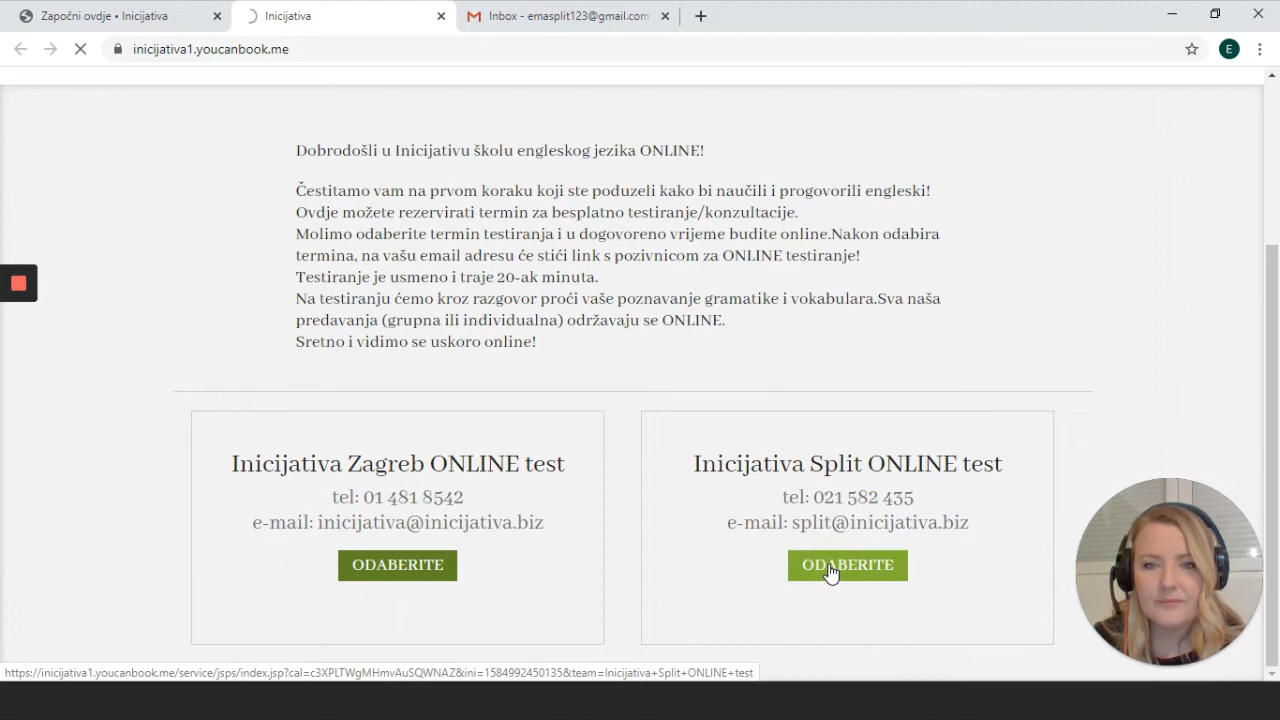 Započni ovdje • Inicijativa
Inicijativa
Inbox - emasplit123@gmail.com
inicijativa1.youcanbook.me
E
Dobrodošli u Inicijativu školu engleskog jezika ONLINE!
Čestitamo vam na prvom koraku koji ste poduzeli kako bi naučili i progovorili engleski!
Ovdje možete rezervirati termin za besplatno testiranje/konzultacije.
Molimo odaberite termin testiranja i u dogovoreno vrijeme budite online.Nakon odabira
termina, na vašu email adresu će stići link s pozivnicom za ONLINE testiranje!
Testiranje je usmeno i traje 20-ak minuta.
Na testiranju ćemo kroz razgovor proći vaše poznavanje gramatike i vokabulara.Sva naša
predavanja (grupna ili individualna) održavaju se ONLINE.
Sretno i vidimo se uskoro online!
Inicijativa Zagreb ONLINE test
tel: 01 481 8542
e-mail: inicijativa@inicijativa.biz
ODABERITE
Inicijativa Split ONLINE test
tel: 021 582 435
e-mail: split@inicijativa.biz
ODABERITE
https://inicijativa1.youcanbook.me/service/jsps/index.jsp?cal=c3XPLTWgMHmvAuSQWNAZ&ini=1584992450135&team=Inicijativa+Split+ONLINE+test